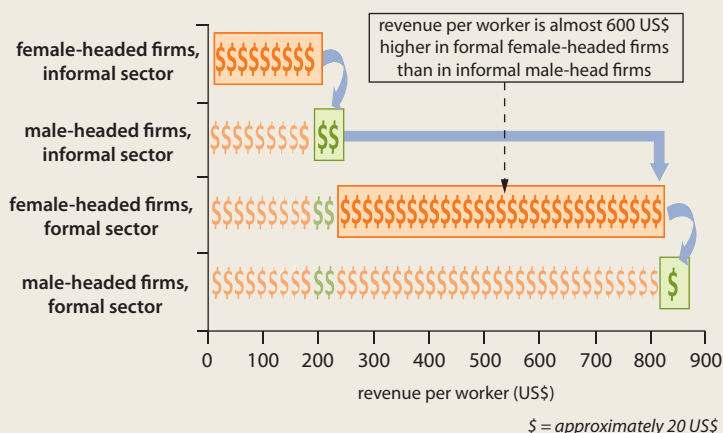 revenue per worker is almost 600 US$
higher in formal female-headed firms
than in informal male-head firms
female-headed firms,
informal sector
$$$$$$$$$
male-headed firms,
informal sector
$$$$$$$$$ $$
female-headed firms,
formal sector
$$$$$$$$$ $$ $$$$$$$$$$$$$$$$$$$$$$$$$$$$$
male-headed firms,
formal sector
$$$$$$$$$ $$ $$$$$$$$$$$$$$$$$$$$$$$$$$$$$ $
0 100 200 300 400 500 600 700 800 900
revenue per worker (US$)
$ = approximately 20 US$